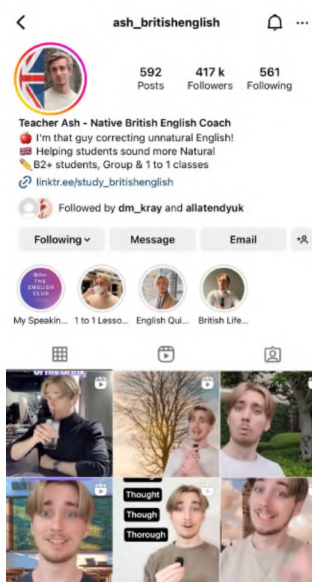 ash_britishenglish
592
417 k
561
Posts
Followers
Following
Teacher Ash - Native British English Coach
🍎 I'm that guy correcting unnatural English!
🇬🇧 Helping students sound more Natural
✏️ B2+ students, Group & 1 to 1 classes
linktr.ee/study_britishenglish
Followed by dm_kray and allatendyuk
Following
Message
Email
THE ENGLISH CLUB
My Speakin...
1 to 1 Lesso...
English Qui...
British Life...
Thought
Though
Thorough